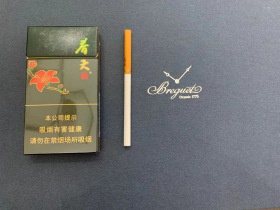 春天
本公司提示
吸烟有害健康
请勿在禁烟场所吸烟
Breguet
Depuis 1775